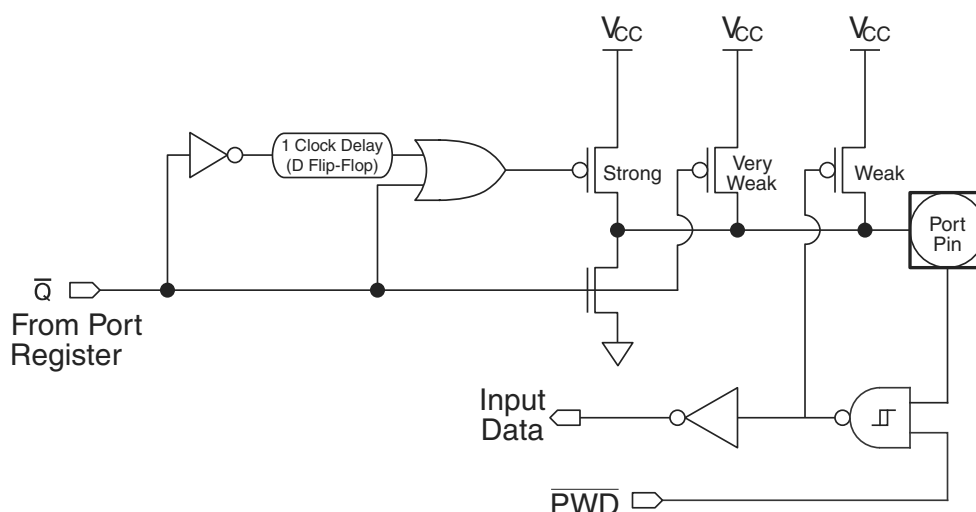 VCC
VCC
VCC
1 Clock Delay
(D Flip-Flop)
Strong
Very
Weak
Weak
Port
Pin
Q̅
From Port
Register
Input
Data
P̅W̅D̅